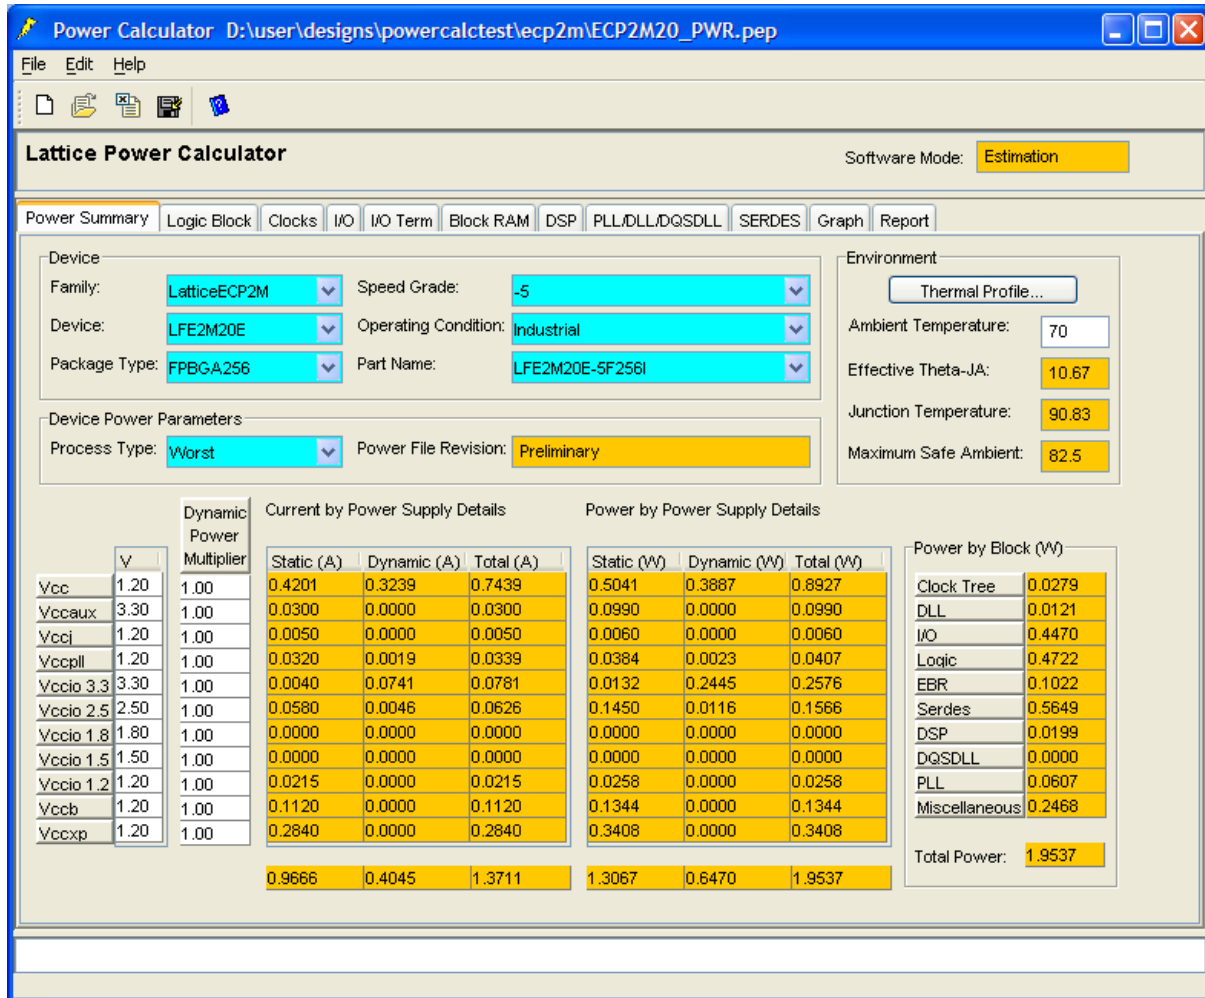 Power Calculator D:\user\designs\powercalctest\ecp2m\ECP2M20_PWR.pep
File Edit Help
Lattice Power Calculator
Software Mode: Estimation
Power Summary Logic Block Clocks I/O I/O Term Block RAM DSP PLL/DLL/DQSDLL SERDES Graph Report
Device
Family: LatticeECP2M Speed Grade: -5
Device: LFE2M20E Operating Condition: Industrial
Package Type: FPBGA256 Part Name: LFE2M20E-5F256I
Environment
Thermal Profile...
Ambient Temperature: 70
Effective Theta-JA: 10.67
Junction Temperature: 90.83
Maximum Safe Ambient: 82.5
Device Power Parameters
Process Type: Worst Power File Revision: Preliminary
Dynamic Power Multiplier
Current by Power Supply Details Power by Power Supply Details
V Static (A) Dynamic (A) Total (A) Static (W) Dynamic (W) Total (W)
Vcc 1.20 1.00 0.4201 0.3239 0.7439 0.5041 0.3887 0.8927
Vccaux 3.30 1.00 0.0300 0.0000 0.0300 0.0990 0.0000 0.0990
Vccj 1.20 1.00 0.0050 0.0000 0.0050 0.0060 0.0000 0.0060
Vccpll 1.20 1.00 0.0320 0.0019 0.0339 0.0384 0.0023 0.0407
Vccio 3.3 3.30 1.00 0.0040 0.0741 0.0781 0.0132 0.2445 0.2576
Vccio 2.5 2.50 1.00 0.0580 0.0046 0.0626 0.1450 0.0116 0.1566
Vccio 1.8 1.80 1.00 0.0000 0.0000 0.0000 0.0000 0.0000 0.0000
Vccio 1.5 1.50 1.00 0.0000 0.0000 0.0000 0.0000 0.0000 0.0000
Vccio 1.2 1.20 1.00 0.0215 0.0000 0.0215 0.0258 0.0000 0.0258
Vccb 1.20 1.00 0.1120 0.0000 0.1120 0.1344 0.0000 0.1344
Vccxp 1.20 1.00 0.2840 0.0000 0.2840 0.3408 0.0000 0.3408
0.9666 0.4045 1.3711 1.3067 0.6470 1.9537
Power by Block (W)
Clock Tree 0.0279
DLL 0.0121
I/O 0.4470
Logic 0.4722
EBR 0.1022
Serdes 0.5649
DSP 0.0199
DQSDLL 0.0000
PLL 0.0607
Miscellaneous 0.2468
Total Power: 1.9537